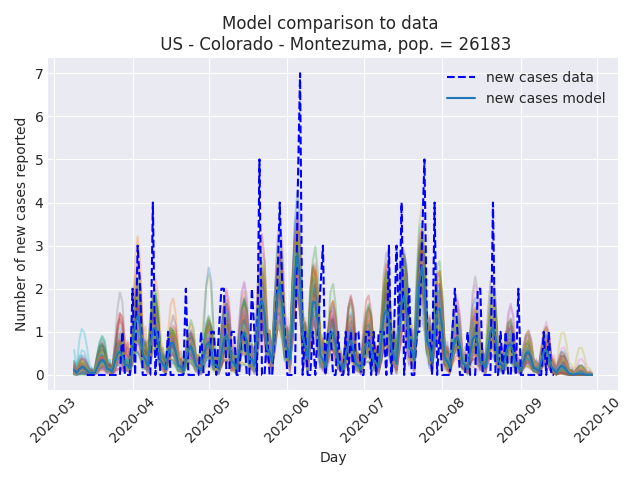 Model comparison to data
US - Colorado - Montezuma, pop. = 26183
new cases data
new cases model
Number of new cases reported
7
6
5
4
3
2
1
0
2020-03
2020-04
2020-05
2020-06
2020-07
2020-08
2020-09
2020-10
Day